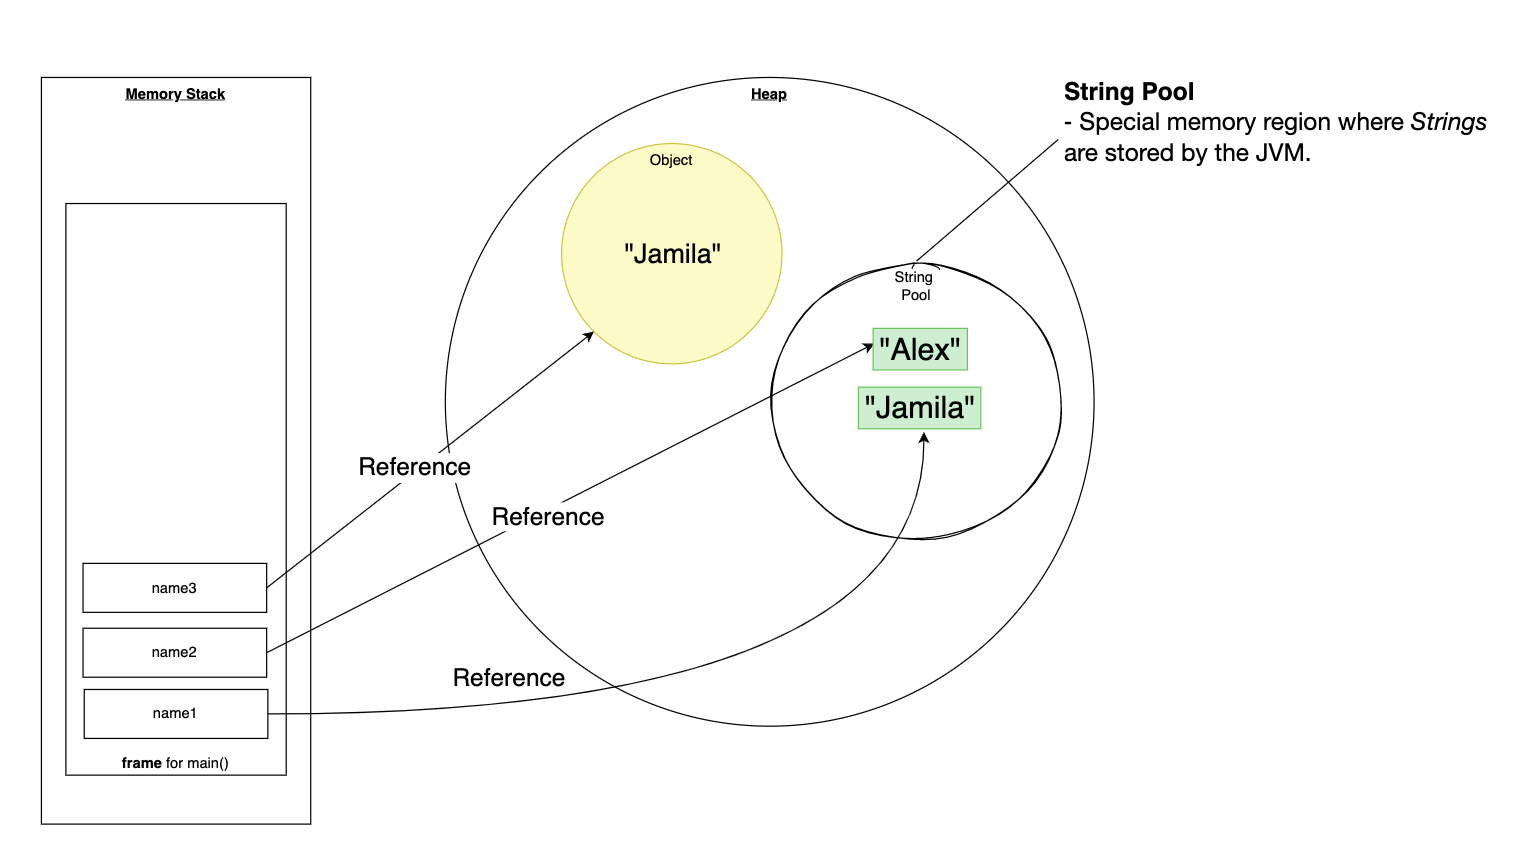 Memory Stack
name3
name2
name1
frame for main()
Reference
Reference
Reference
Heap
Object
"Jamila"
String
Pool
"Alex"
"Jamila"
String Pool
- Special memory region where Strings
are stored by the JVM.